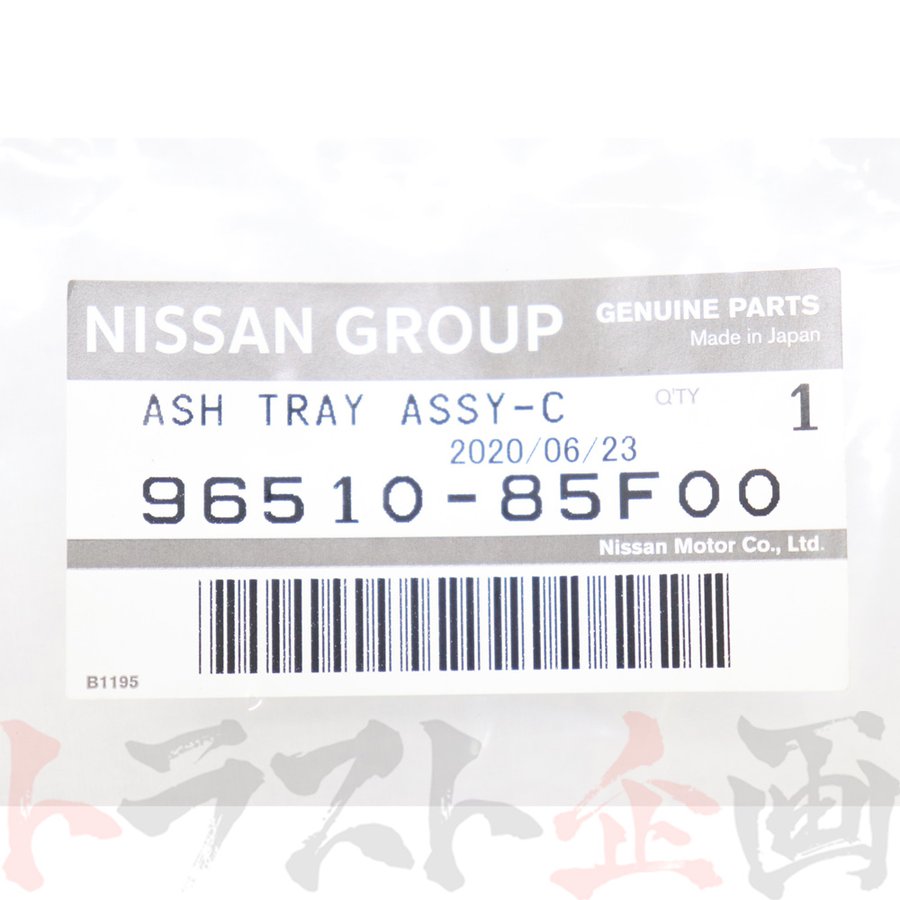 NISSAN GROUP
GENUINE PARTS
Made in Japan
ASH TRAY ASSY-C
Q'TY
1
2020/06/23
96510-85F00
Nissan Motor Co., Ltd.
B1195
トラスト企画